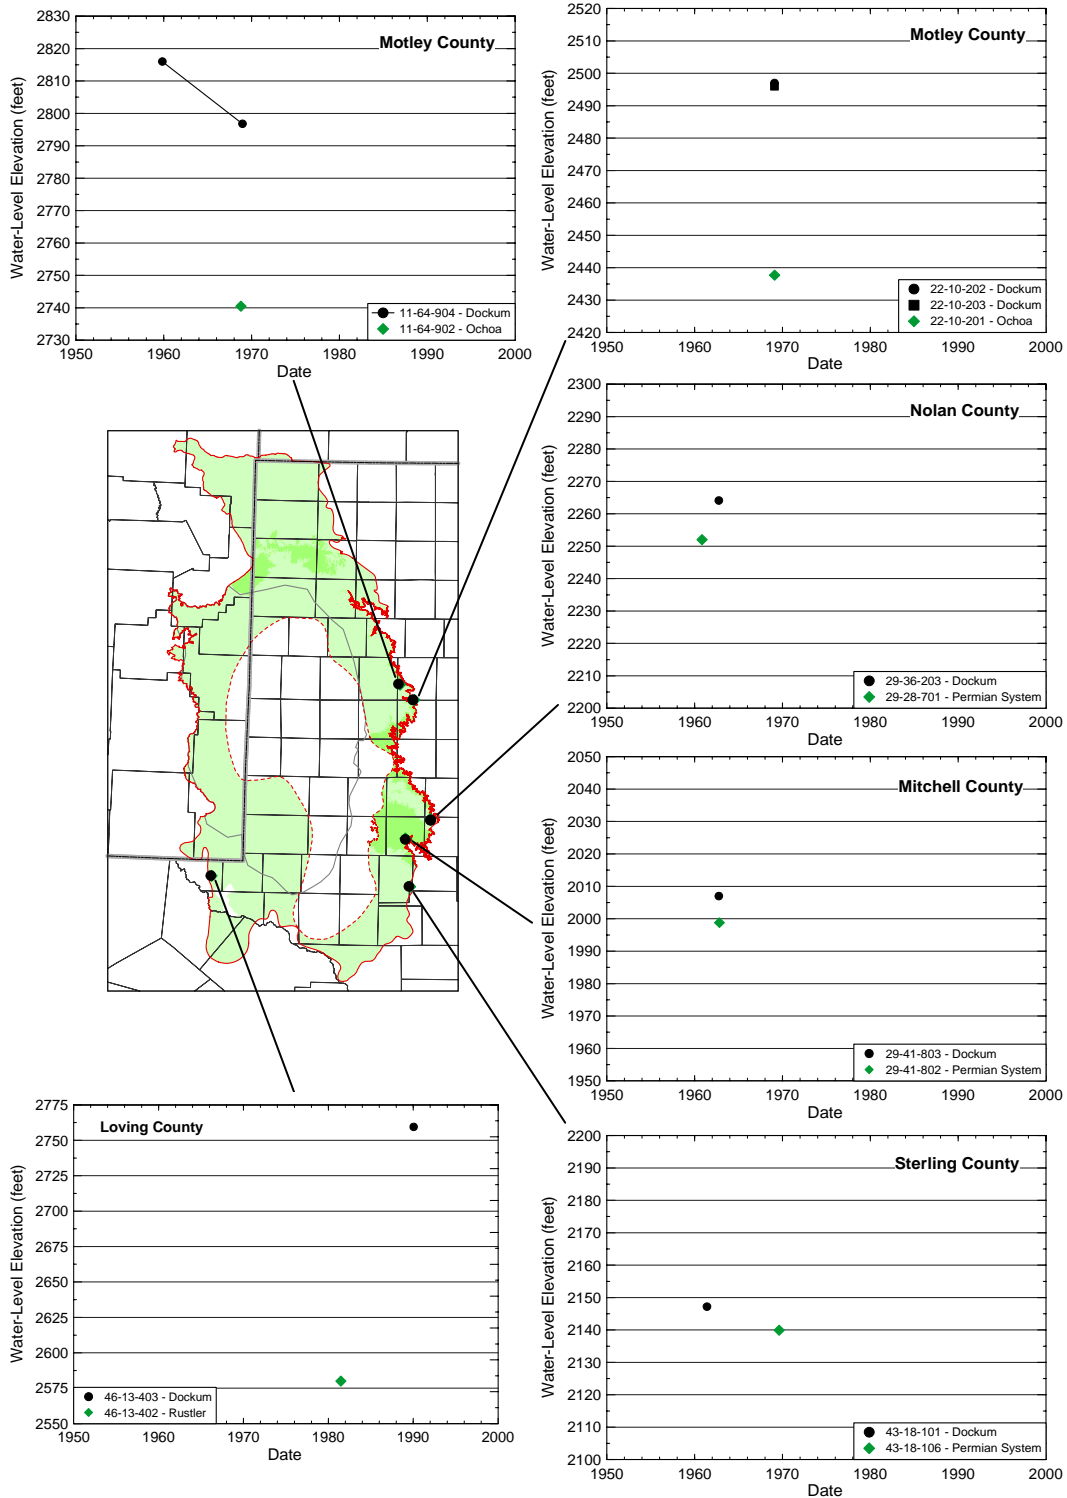 Motley County
Water-Level Elevation (feet)
2830
2820
2810
2800
2790
2780
2770
2760
2750
2740
2730
11-64-904 - Dockum
11-64-902 - Ochoa
1950 1960 1970 1980 1990 2000
Date
Motley County
Water-Level Elevation (feet)
2520
2510
2500
2490
2480
2470
2460
2450
2440
2430
2420
22-10-202 - Dockum
22-10-203 - Dockum
22-10-201 - Ochoa
1950 1960 1970 1980 1990 2000
Date
Nolan County
Water-Level Elevation (feet)
2300
2290
2280
2270
2260
2250
2240
2230
2220
2210
2200
29-36-203 - Dockum
29-28-701 - Permian System
1950 1960 1970 1980 1990 2000
Date
Mitchell County
Water-Level Elevation (feet)
2050
2040
2030
2020
2010
2000
1990
1980
1970
1960
1950
29-41-803 - Dockum
29-41-802 - Permian System
1950 1960 1970 1980 1990 2000
Date
Loving County
Water-Level Elevation (feet)
2775
2750
2725
2700
2675
2650
2625
2600
2575
2550
46-13-403 - Dockum
46-13-402 - Rustler
1950 1960 1970 1980 1990 2000
Date
Sterling County
Water-Level Elevation (feet)
2200
2190
2180
2170
2160
2150
2140
2130
2120
2110
2100
43-18-101 - Dockum
43-18-106 - Permian System
1950 1960 1970 1980 1990 2000
Date